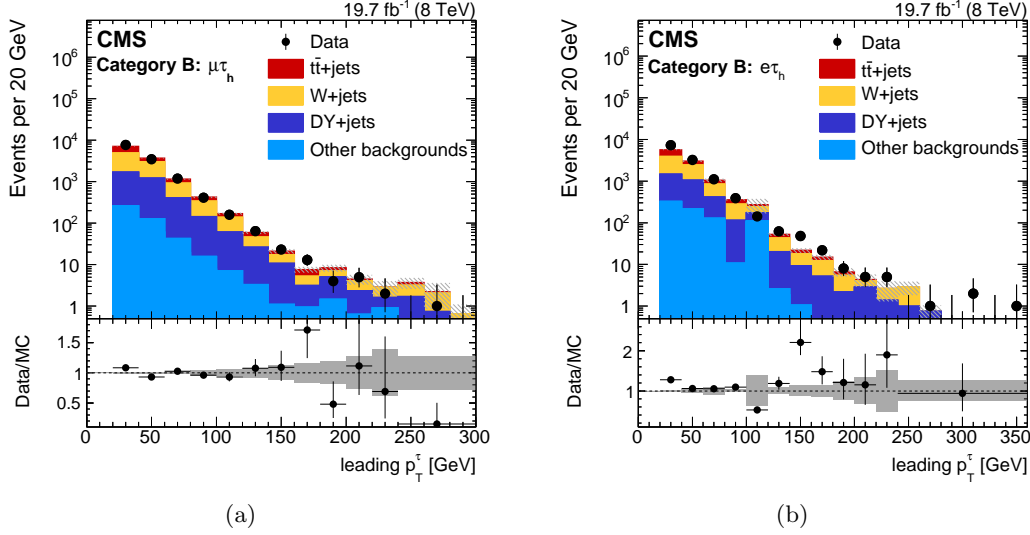 19.7 fb⁻¹ (8 TeV)
CMS
Category B: μτ_h
Data
tt̄+jets
W+jets
DY+jets
Other backgrounds
Events per 20 GeV
10⁶
10⁵
10⁴
10³
10²
10
1
Data/MC
1.5
1
0.5
0 50 100 150 200 250 300
leading p_T^τ [GeV]
(a)
19.7 fb⁻¹ (8 TeV)
CMS
Category B: eτ_h
Data
tt̄+jets
W+jets
DY+jets
Other backgrounds
Events per 20 GeV
10⁶
10⁵
10⁴
10³
10²
10
1
Data/MC
2
1
0 50 100 150 200 250 300 350
leading p_T^τ [GeV]
(b)